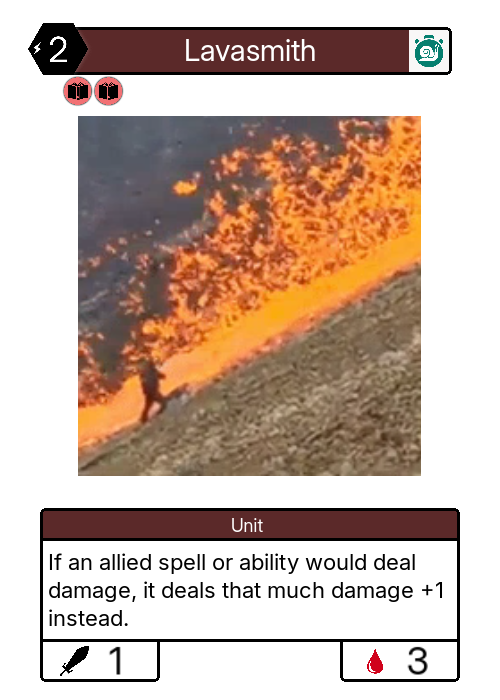 2
Lavasmith
Unit
If an allied spell or ability would deal
damage, it deals that much damage +1
instead.
1
3